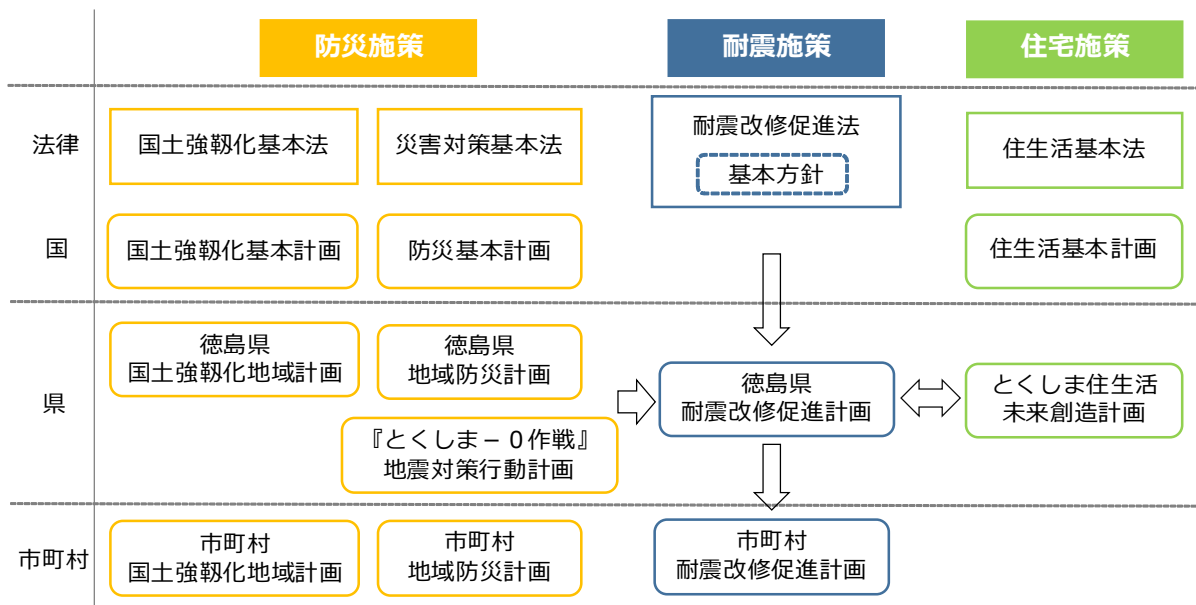 防災施策
耐震施策
住宅施策
法律
国土強靱化基本法
災害対策基本法
耐震改修促進法
基本方針
住生活基本法
国
国土強靱化基本計画
防災基本計画
住生活基本計画
県
徳島県
国土強靱化地域計画
徳島県
地域防災計画
『とくしま－０作戦』
地震対策行動計画
徳島県
耐震改修促進計画
とくしま住生活
未来創造計画
市町村
市町村
国土強靱化地域計画
市町村
地域防災計画
市町村
耐震改修促進計画